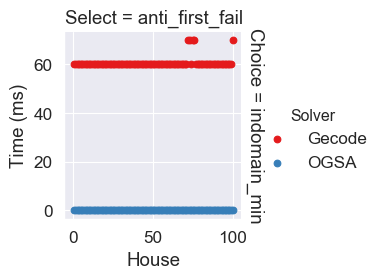 Select = anti_first_fail
Time (ms)
60
40
20
0
0
50
100
House
Choice = indomain_min
Solver
Gecode
OGSA